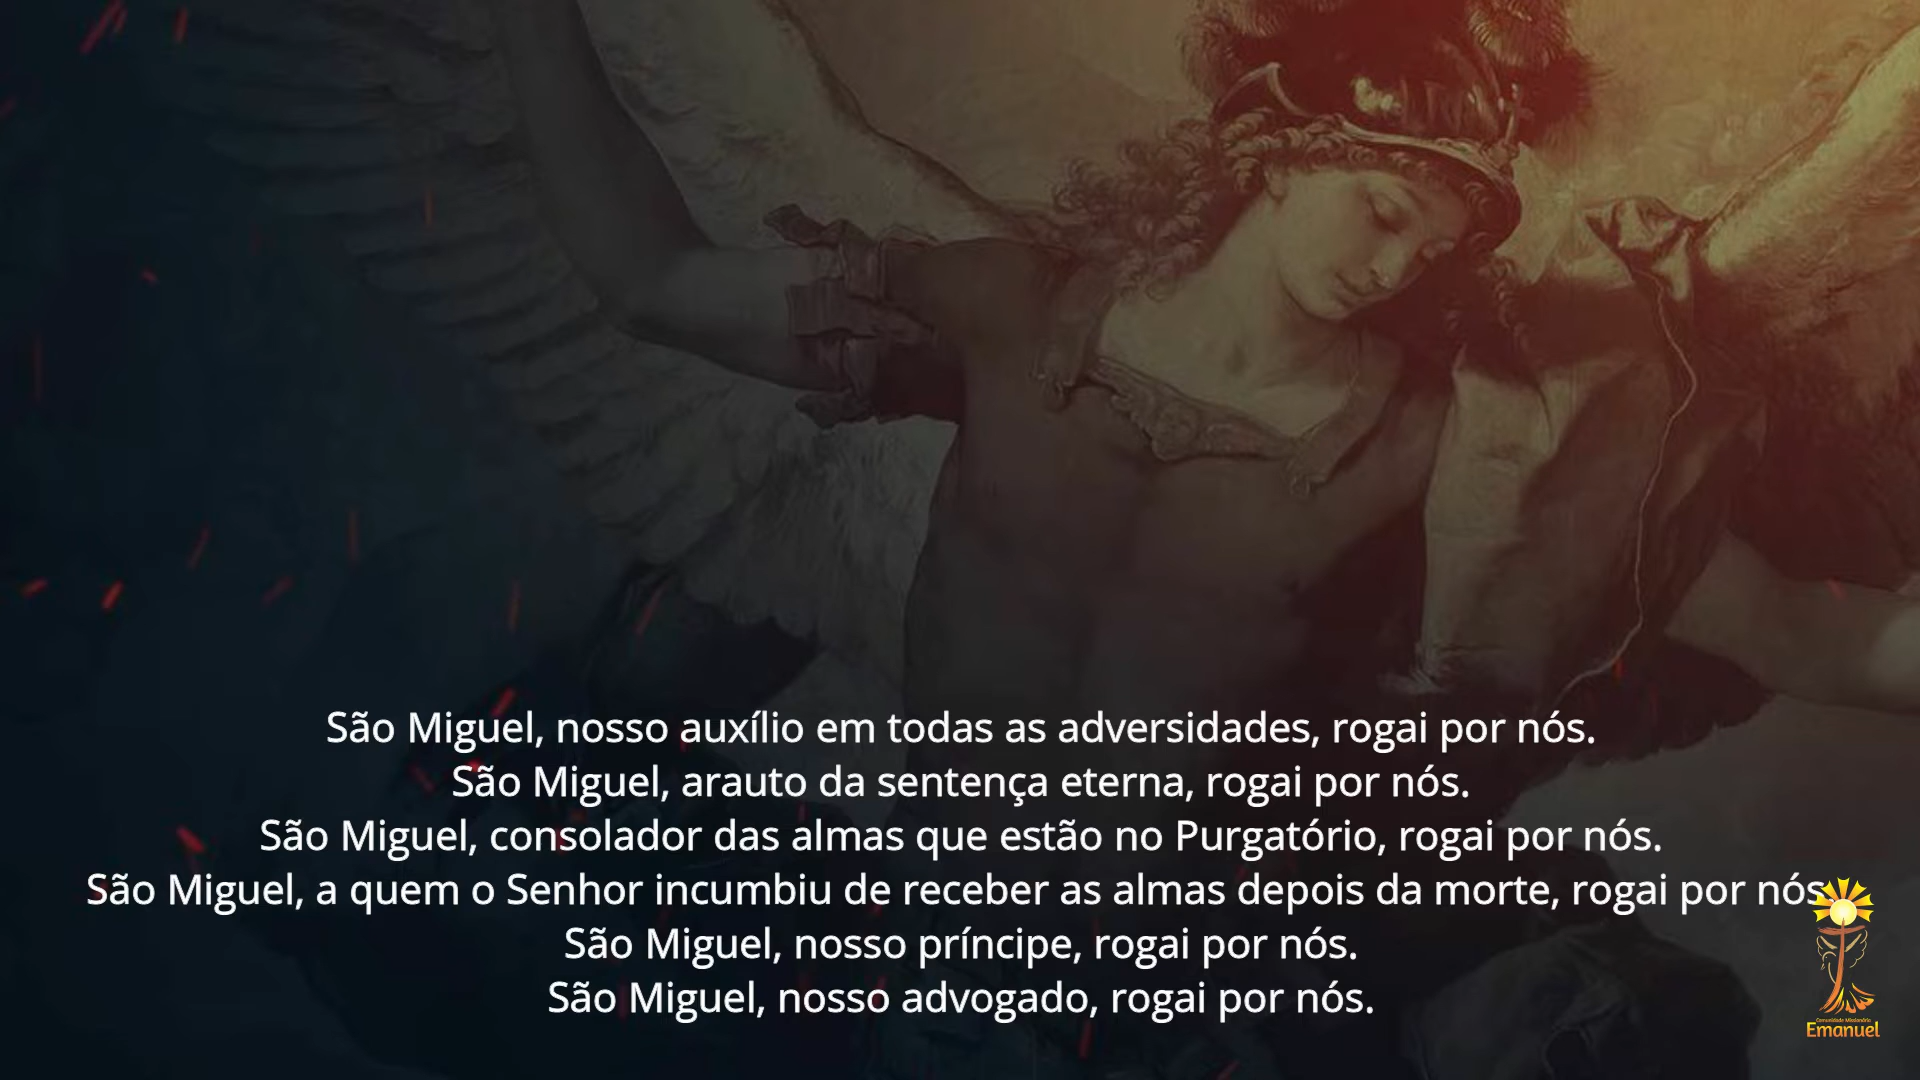 São Miguel, nosso auxílio em todas as adversidades, rogai por nós.
São Miguel, arauto da sentença eterna, rogai por nós.
São Miguel, consolador das almas que estão no Purgatório, rogai por nós.
São Miguel, a quem o Senhor incumbiu de receber as almas depois da morte, rogai por nós.
São Miguel, nosso príncipe, rogai por nós.
São Miguel, nosso advogado, rogai por nós.
Comunidade Missionária
Emanuel